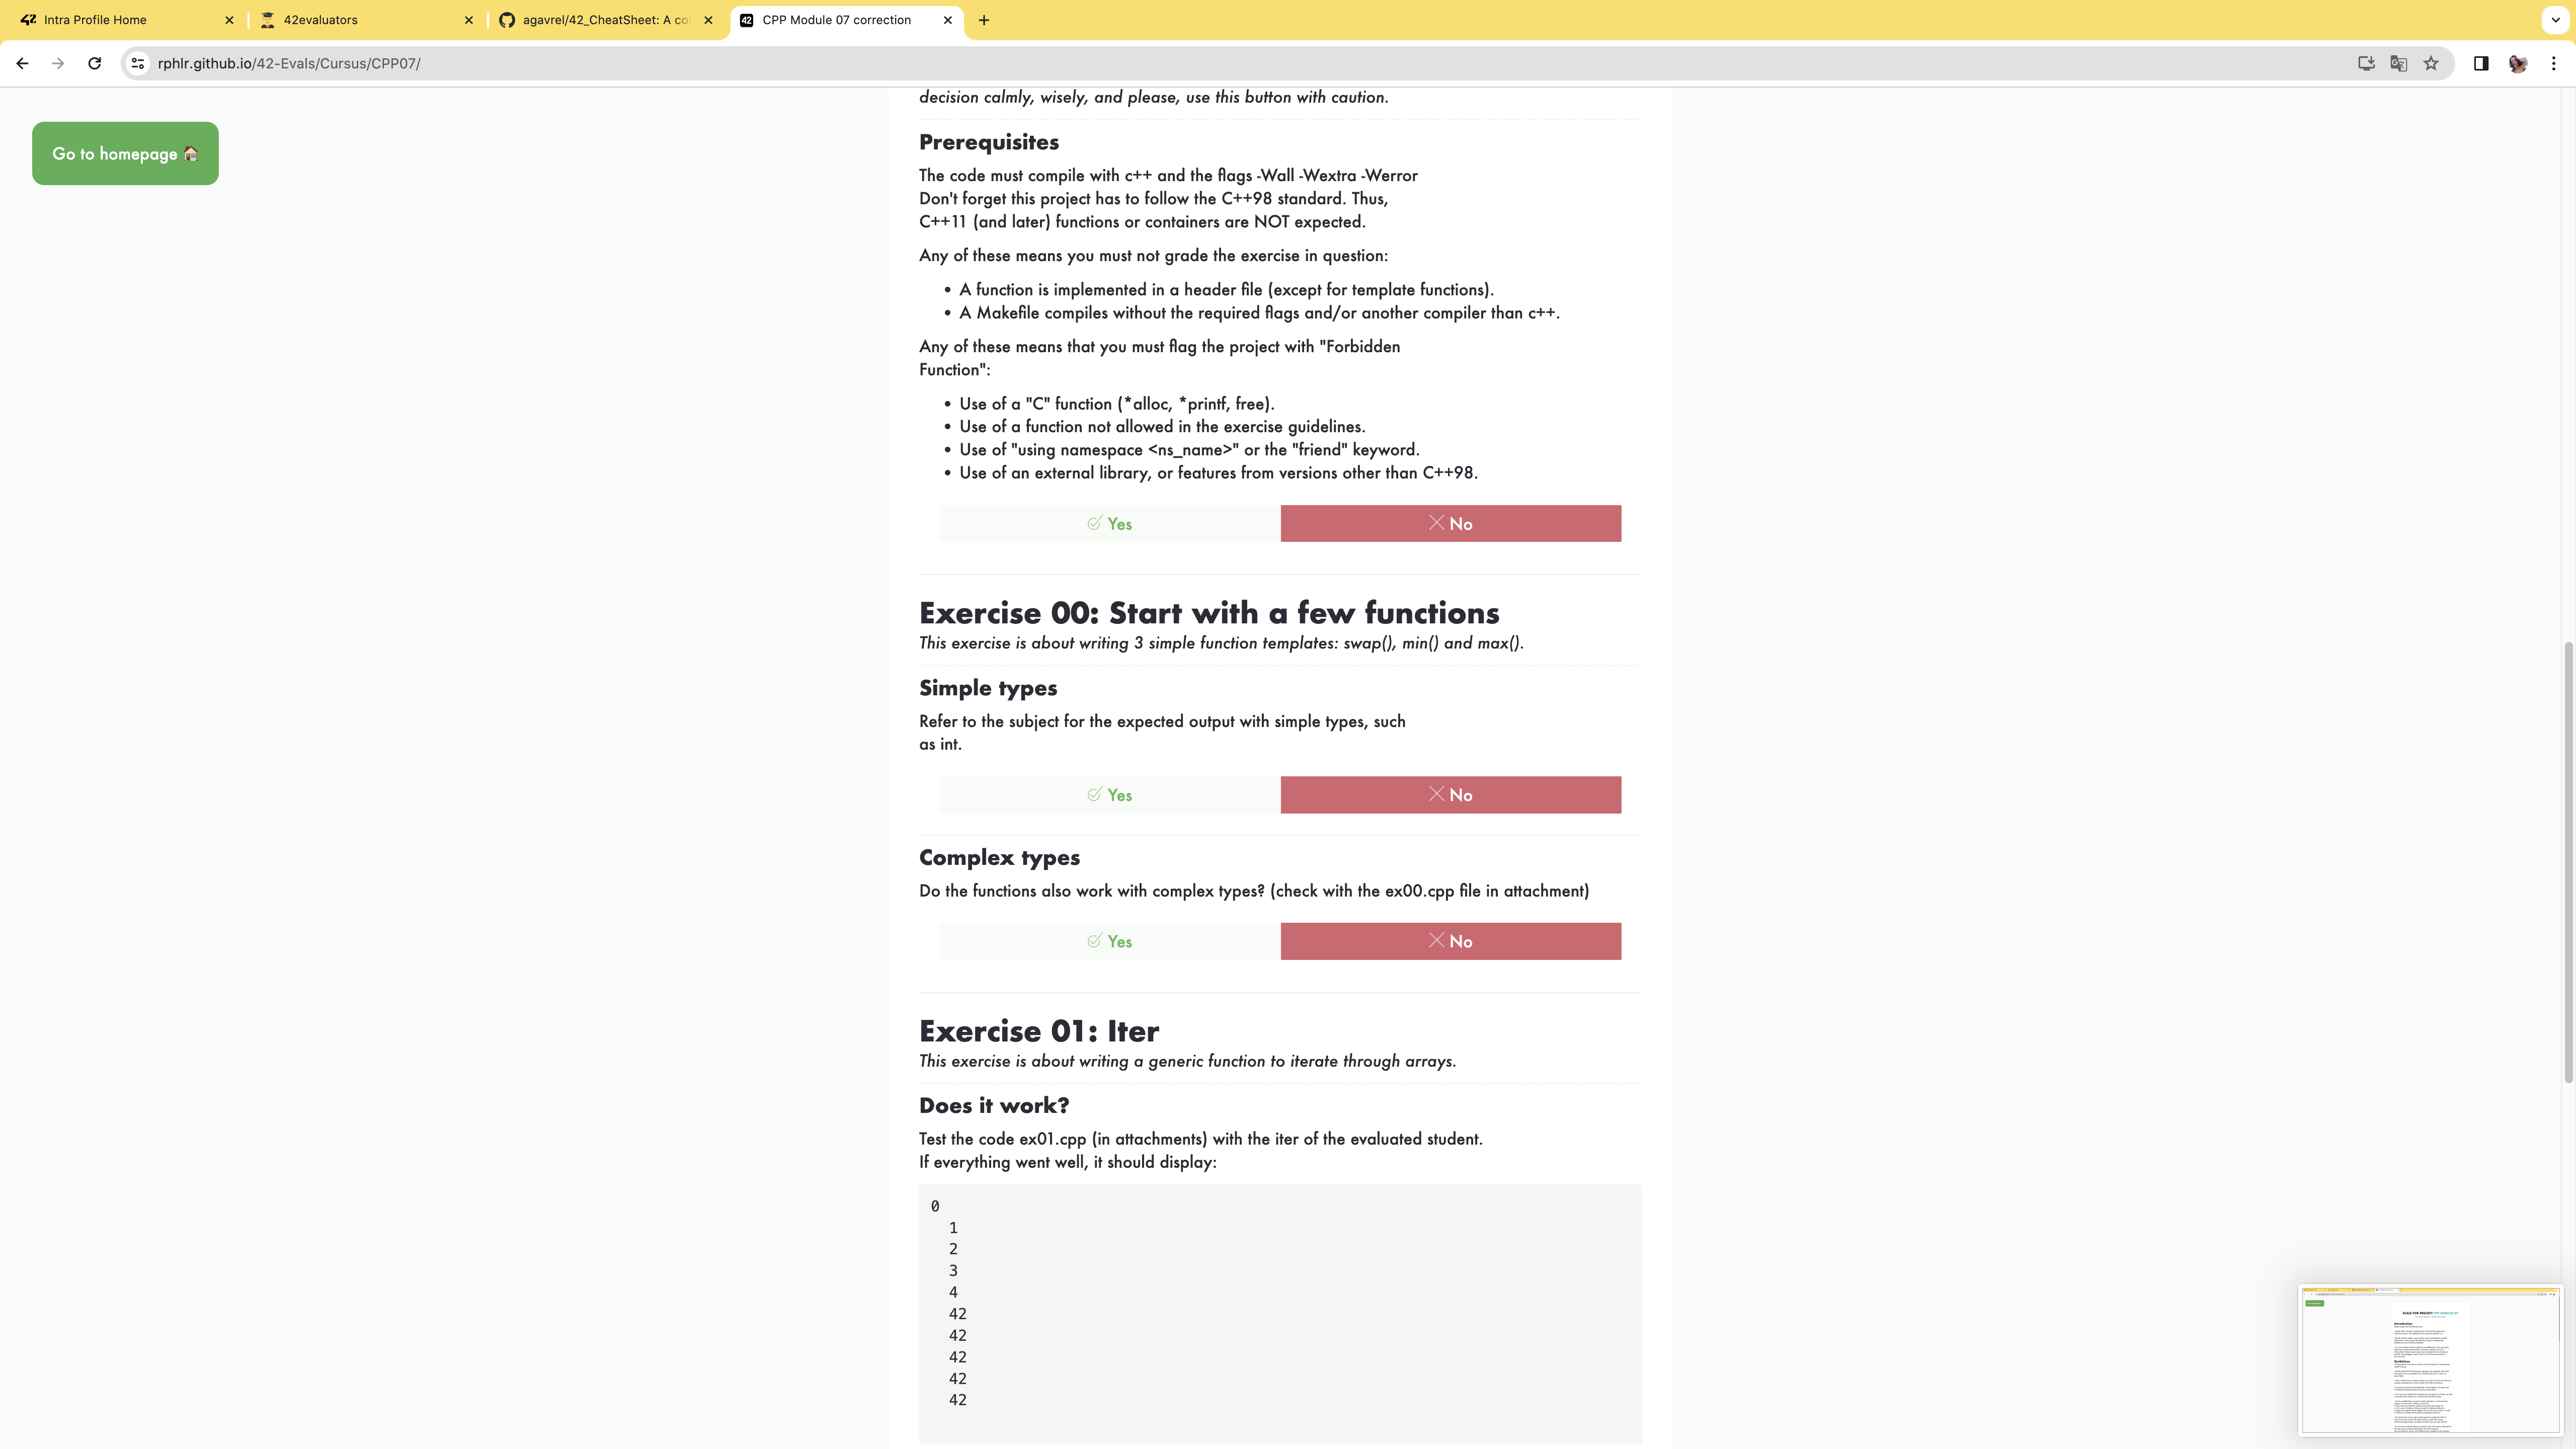 Intra Profile Home
42evaluators
agavrel/42_CheatSheet: A co
42 CPP Module 07 correction
rphlr.github.io/42-Evals/Cursus/CPP07/
Go to homepage
decision calmly, wisely, and please, use this button with caution.
Prerequisites
The code must compile with c++ and the flags -Wall -Wextra -Werror
Don't forget this project has to follow the C++98 standard. Thus,
C++11 (and later) functions or containers are NOT expected.
Any of these means you must not grade the exercise in question:
• A function is implemented in a header file (except for template functions).
• A Makefile compiles without the required flags and/or another compiler than c++.
Any of these means that you must flag the project with "Forbidden
Function":
• Use of a "C" function (*alloc, *printf, free).
• Use of a function not allowed in the exercise guidelines.
• Use of "using namespace <ns_name>" or the "friend" keyword.
• Use of an external library, or features from versions other than C++98.
Yes
No
Exercise 00: Start with a few functions
This exercise is about writing 3 simple function templates: swap(), min() and max().
Simple types
Refer to the subject for the expected output with simple types, such
as int.
Yes
No
Complex types
Do the functions also work with complex types? (check with the ex00.cpp file in attachment)
Yes
No
Exercise 01: Iter
This exercise is about writing a generic function to iterate through arrays.
Does it work?
Test the code ex01.cpp (in attachments) with the iter of the evaluated student.
If everything went well, it should display:
0
1
2
3
4
42
42
42
42
42